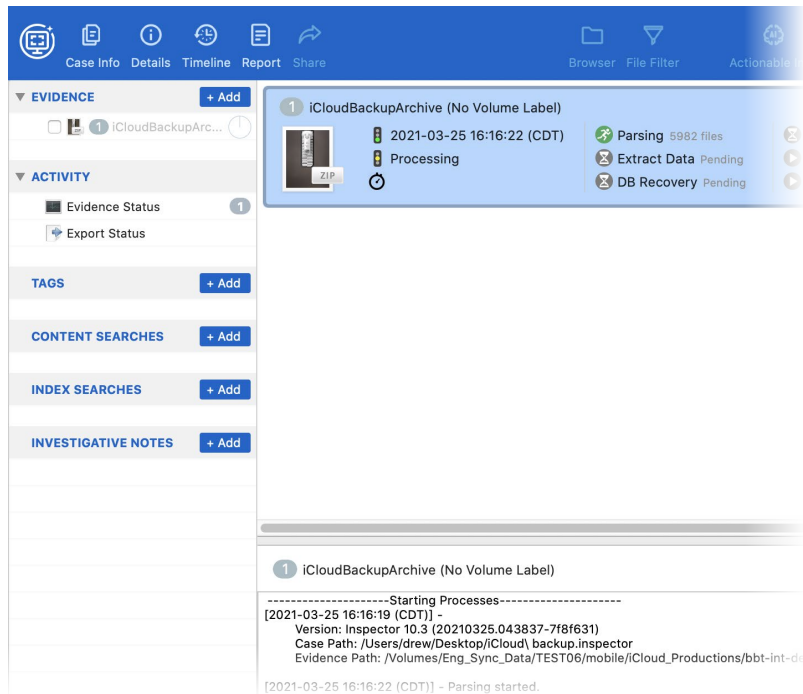 Case Info Details Timeline Report Share Browser File Filter Actionable
EVIDENCE + Add
1 iCloudBackupArc...
ACTIVITY
Evidence Status 1
Export Status
TAGS + Add
CONTENT SEARCHES + Add
INDEX SEARCHES + Add
INVESTIGATIVE NOTES + Add
1 iCloudBackupArchive (No Volume Label)
ZIP
2021-03-25 16:16:22 (CDT)
Processing
Parsing 5982 files
Extract Data Pending
DB Recovery Pending
1 iCloudBackupArchive (No Volume Label)
---------------------Starting Processes---------------------
[2021-03-25 16:16:19 (CDT)] -
Version: Inspector 10.3 (20210325.043837-7f8f631)
Case Path: /Users/drew/Desktop/iCloud\ backup.inspector
Evidence Path: /Volumes/Eng_Sync_Data/TEST06/mobile/iCloud_Productions/bbt-int-de
[2021-03-25 16:16:22 (CDT)] - Parsing started.